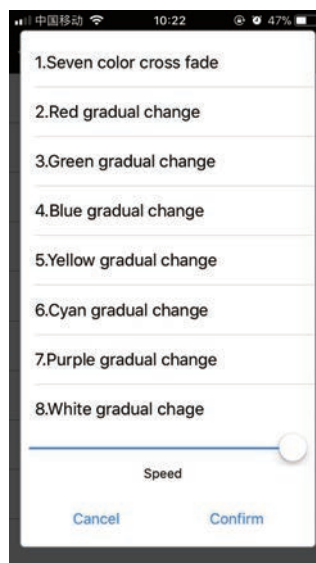 中国移动 10:22 47%
1.Seven color cross fade
2.Red gradual change
3.Green gradual change
4.Blue gradual change
5.Yellow gradual change
6.Cyan gradual change
7.Purple gradual change
8.White gradual chage
Speed
Cancel Confirm